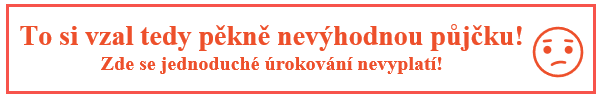 To si vzal tedy pěkně nevýhodnou půjčku!
Zde se jednoduché úrokování nevyplatí!